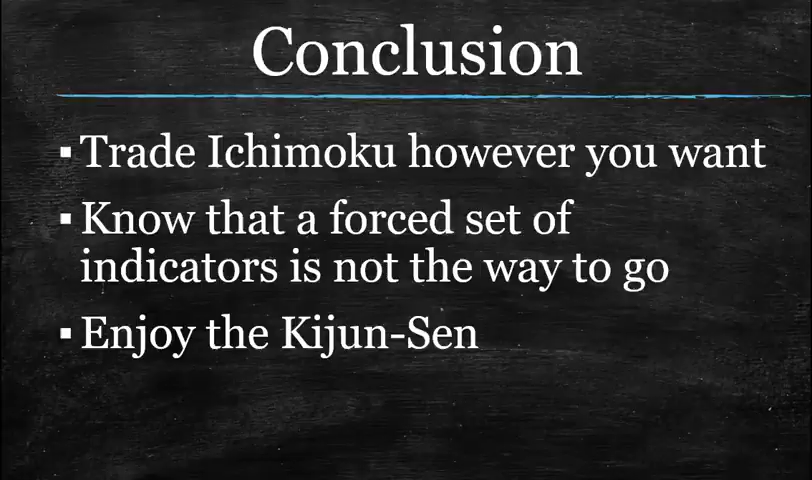 Conclusion
▪ Trade Ichimoku however you want
▪ Know that a forced set of
indicators is not the way to go
▪ Enjoy the Kijun-Sen